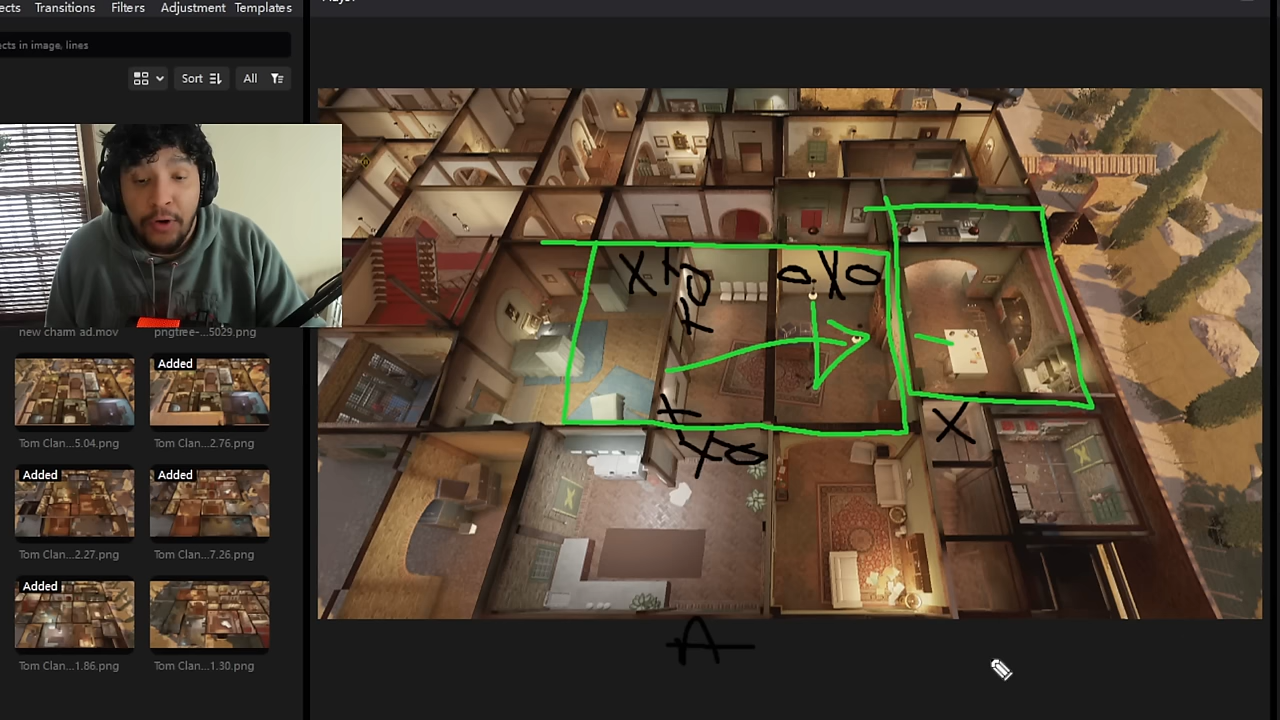 ects Transitions Filters Adjustment Templates
cts in image, lines
Sort All
new charm ad.mov pngtree-...5029.png
Added
Tom Clan...5.04.png Tom Clan...2.76.png
Added Added
Tom Clan...2.27.png Tom Clan...7.26.png
Added
Tom Clan...1.86.png Tom Clan...1.30.png
X
X
A